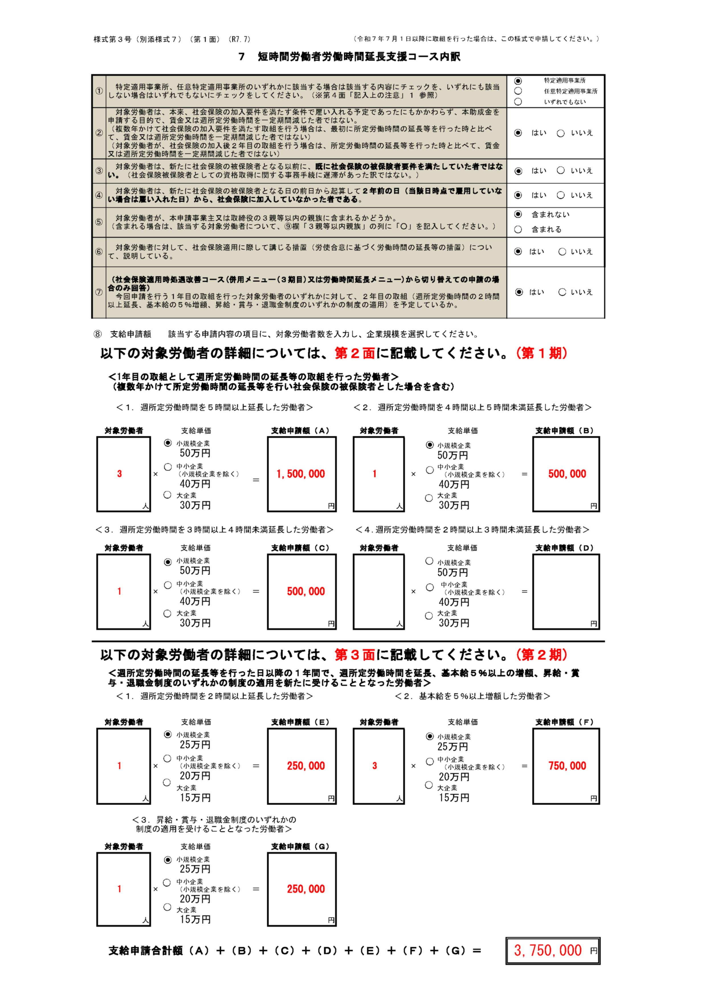 様式第３号（別添様式７）（第１面）（R7.7）
（令和７年７月１日以降に取組を行った場合は、この様式で申請してください。）
７　短時間労働者労働時間延長支援コース内訳
①
特定適用事業所、任意特定適用事業所のいずれかに該当する場合は該当する内容にチェックを、いずれにも該当
しない場合はいずれでもないにチェックをしてください。（※第４面「記入上の注意」１ 参照）
◉ 特定適用事業所
○ 任意特定適用事業所
○ いずれでもない
②
対象労働者は、本来、社会保険の加入要件を満たす条件で雇い入れる予定であったにもかかわらず、本助成金を
申請する目的で、賃金又は週所定労働時間を一定期間減じた者ではない。
（複数年かけて社会保険の加入要件を満たす取組を行う場合は、最初に所定労働時間の延長等を行った時と比べ
て、賃金又は週所定労働時間を一定期間減じた者ではない）
（対象労働者が、社会保険の加入後２年目の取組を行う場合は、所定労働時間の延長等を行った時と比べて、賃金
又は週所定労働時間を一定期間減じた者ではない）
◉ はい ○ いいえ
③
対象労働者は、新たに社会保険の被保険者となる以前に、既に社会保険の被保険者要件を満たしていた者ではな
い。（社会保険被保険者としての資格取得に関する事務手続に遅滞があった訳ではない。）
◉ はい ○ いいえ
④
対象労働者は、新たに社会保険の被保険者となる日の前日から起算して２年前の日（当該日時点で雇用していな
い場合は雇い入れた日）から、社会保険に加入していなかった者である。
◉ はい ○ いいえ
⑤
対象労働者が、本申請事業主又は取締役の３親等以内の親族に含まれるかどうか。
（含まれる場合は、該当する対象労働者について、⑨欄「３親等以内親族」の列に「〇」を記入してください。）
◉ 含まれない
○ 含まれる
⑥
対象労働者に対して、社会保険適用に際して講じる措置（労使合意に基づく労働時間の延長等の措置）につい
て、説明している。
◉ はい ○ いいえ
⑦
（社会保険適用時処遇改善コース（併用メニュー（３期目）又は労働時間延長メニュー）から切り替えての申請の場
合のみ回答）
今回申請を行う１年目の取組を行った対象労働者のいずれかに対して、２年目の取組（週所定労働時間の２時間
以上延長、基本給の５％増額、昇給・賞与・退職金制度のいずれかの制度の適用）を予定しているか。
◉ はい ○ いいえ
⑧　支給申請額　　該当する申請内容の項目に、対象労働者数を入力し、企業規模を選択してください。
以下の対象労働者の詳細については、第２面に記載してください。（第１期）
＜1年目の取組として週所定労働時間の延長等の取組を行った労働者＞
（複数年かけて所定労働時間の延長等を行い社会保険の被保険者とした場合を含む）
＜１．週所定労働時間を５時間以上延長した労働者＞
対象労働者　支給単価　支給申請額（Ａ）
◉ 小規模企業
50万円
○ 中小企業
（小規模企業を除く）
40万円
○ 大企業
30万円
3 人 × ＝ 1,500,000 円
＜２．週所定労働時間を４時間以上５時間未満延長した労働者＞
対象労働者　支給単価　支給申請額（Ｂ）
◉ 小規模企業
50万円
○ 中小企業
（小規模企業を除く）
40万円
○ 大企業
30万円
1 人 × ＝ 500,000 円
＜３．週所定労働時間を３時間以上４時間未満延長した労働者＞
対象労働者　支給単価　支給申請額（Ｃ）
◉ 小規模企業
50万円
○ 中小企業
（小規模企業を除く）
40万円
○ 大企業
30万円
1 人 × ＝ 500,000 円
＜４.週所定労働時間を２時間以上３時間未満延長した労働者＞
対象労働者　支給単価　支給申請額（Ｄ）
○ 小規模企業
50万円
○ 中小企業
（小規模企業を除く）
40万円
○ 大企業
30万円
人 × ＝ 円
以下の対象労働者の詳細については、第３面に記載してください。（第２期）
＜週所定労働時間の延長等を行った日以降の１年間で、週所定労働時間を延長、基本給５％以上の増額、昇給・賞
与・退職金制度のいずれかの制度の適用を新たに受けることとなった労働者＞
＜１．週所定労働時間を２時間以上延長した労働者＞
対象労働者　支給単価　支給申請額（Ｅ）
◉ 小規模企業
25万円
○ 中小企業
（小規模企業を除く）
20万円
○ 大企業
15万円
1 人 × ＝ 250,000 円
＜２．基本給を５％以上増額した労働者＞
対象労働者　支給単価　支給申請額（Ｆ）
◉ 小規模企業
25万円
○ 中小企業
（小規模企業を除く）
20万円
○ 大企業
15万円
3 人 × ＝ 750,000 円
＜３．昇給・賞与・退職金制度のいずれかの
制度の適用を受けることとなった労働者＞
対象労働者　支給単価　支給申請額（Ｇ）
◉ 小規模企業
25万円
○ 中小企業
（小規模企業を除く）
20万円
○ 大企業
15万円
1 人 × ＝ 250,000 円
支給申請合計額（Ａ）＋（Ｂ）＋（Ｃ）＋（Ｄ）＋（Ｅ）＋（Ｆ）＋（Ｇ）＝ 3,750,000 円